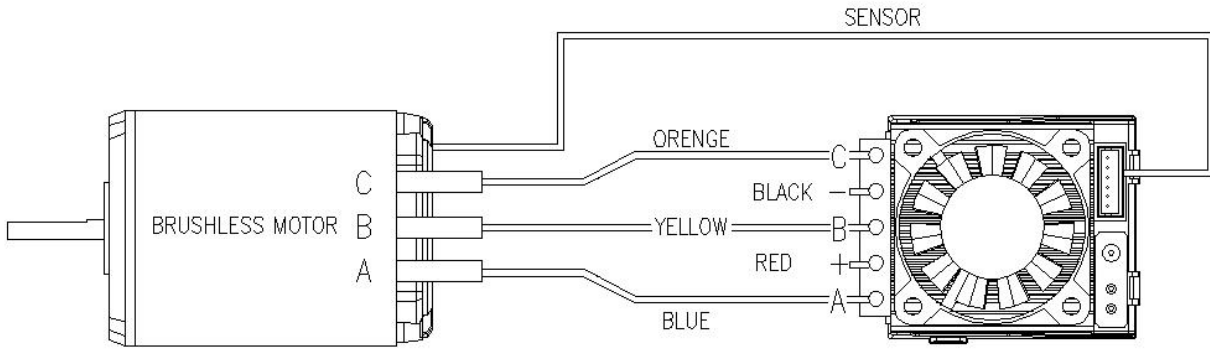 SENSOR
ORENGE
C C
BLACK −
BRUSHLESS MOTOR B YELLOW B
RED +
A A
BLUE